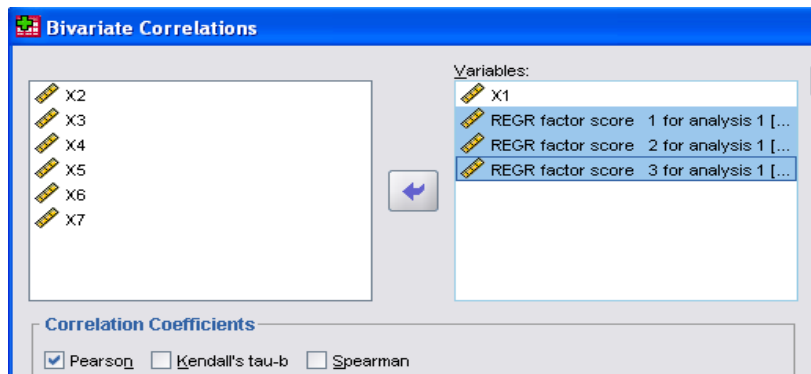 Bivariate Correlations
X2
X3
X4
X5
X6
X7
Variables:
X1
REGR factor score 1 for analysis 1 [...
REGR factor score 2 for analysis 1 [...
REGR factor score 3 for analysis 1 [...
Correlation Coefficients
Pearson Kendall's tau-b Spearman